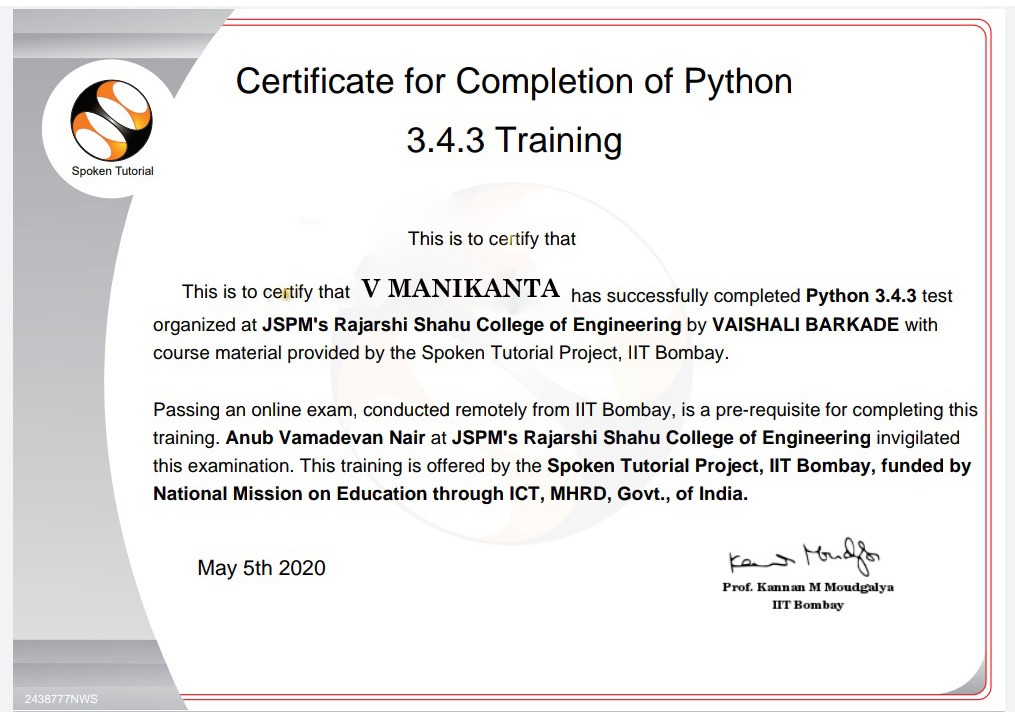 Certificate for Completion of Python
3.4.3 Training
Spoken Tutorial
This is to certify that
This is to certify that V MANIKANTA has successfully completed Python 3.4.3 test
organized at JSPM's Rajarshi Shahu College of Engineering by VAISHALI BARKADE with
course material provided by the Spoken Tutorial Project, IIT Bombay.
Passing an online exam, conducted remotely from IIT Bombay, is a pre-requisite for completing this
training. Anub Vamadevan Nair at JSPM's Rajarshi Shahu College of Engineering invigilated
this examination. This training is offered by the Spoken Tutorial Project, IIT Bombay, funded by
National Mission on Education through ICT, MHRD, Govt., of India.
May 5th 2020
Kannan Moudgalya
Prof. Kannan M Moudgalya
IIT Bombay
2438777NWS